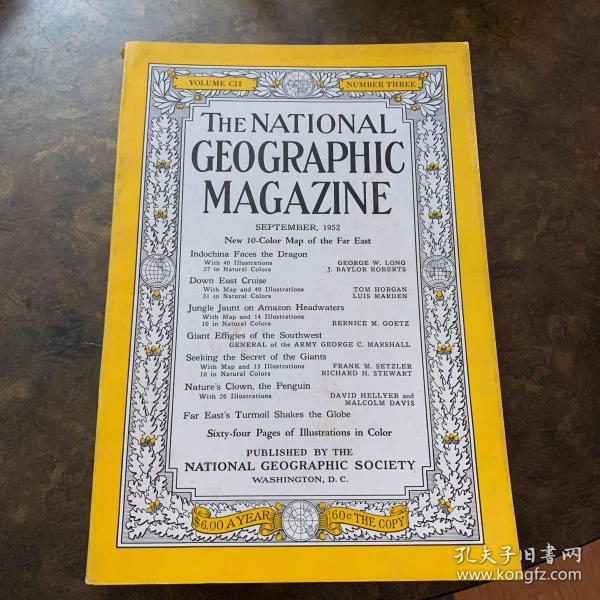 VOLUME CII
NUMBER THREE
THE NATIONAL
GEOGRAPHIC
MAGAZINE
SEPTEMBER, 1952
New 10-Color Map of the Far East
Indochina Faces the Dragon
With 40 Illustrations
27 in Natural Colors
GEORGE W. LONG
J. BAYLOR ROBERTS
Down East Cruise
With Map and 40 Illustrations
31 in Natural Colors
TOM HORGAN
LUIS MARDEN
Jungle Jaunt on Amazon Headwaters
With Map and 14 Illustrations
10 in Natural Colors
BERNICE M. GOETZ
Giant Effigies of the Southwest
GENERAL of the ARMY GEORGE C. MARSHALL
Seeking the Secret of the Giants
With Map and 15 Illustrations
10 in Natural Colors
FRANK M. SETZLER
RICHARD H. STEWART
Nature's Clown, the Penguin
With 26 Illustrations
DAVID HELLYER and
MALCOLM DAVIS
Far East's Turmoil Shakes the Globe
Sixty-four Pages of Illustrations in Color
PUBLISHED BY THE
NATIONAL GEOGRAPHIC SOCIETY
WASHINGTON, D. C.
$6.00 A YEAR
60c THE COPY
孔夫子旧书网
www.kongfz.com